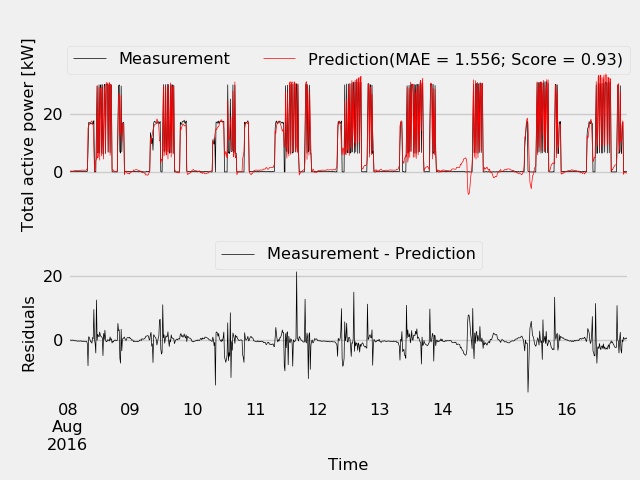 Measurement
Prediction(MAE = 1.556; Score = 0.93)
Total active power [kW]
20
0
Measurement - Prediction
Residuals
20
0
08 09 10 11 12 13 14 15 16
Aug
2016
Time